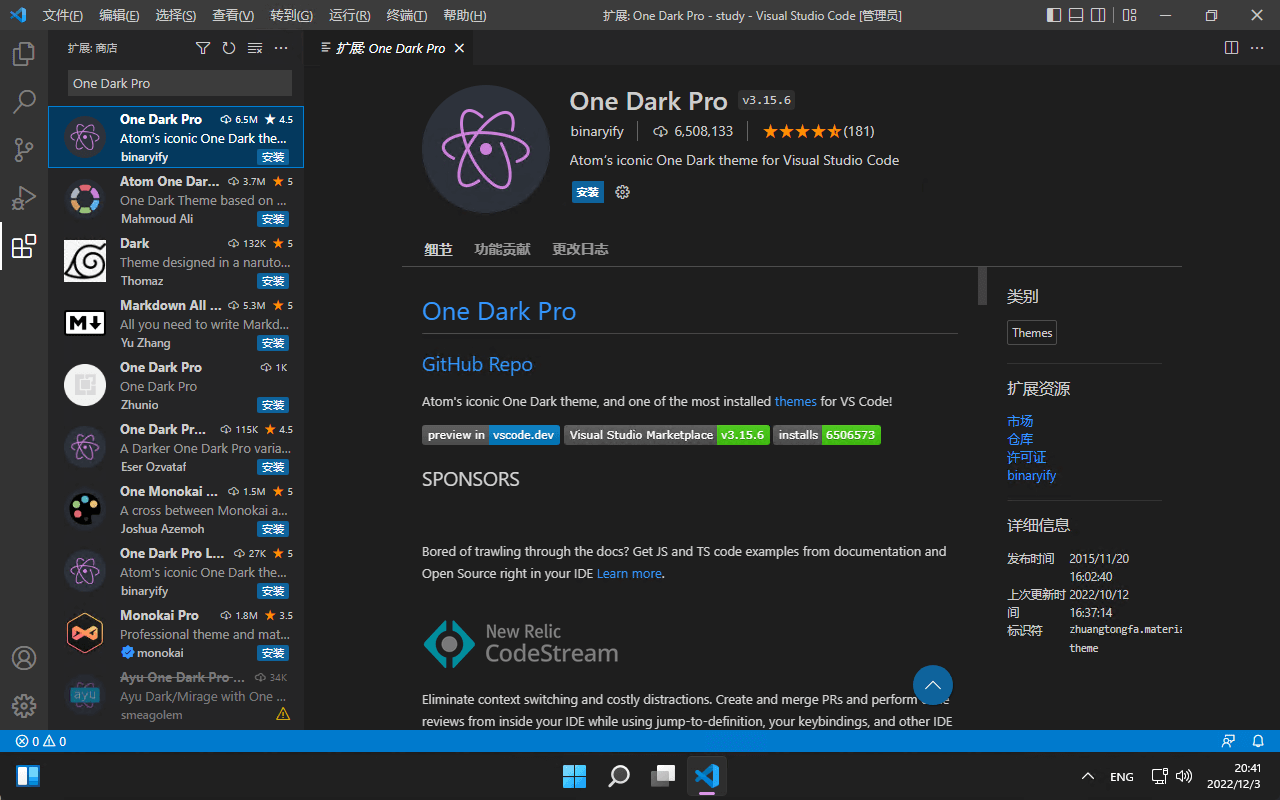 文件(F) 编辑(E) 选择(S) 查看(V) 转到(G) 运行(R) 终端(T) 帮助(H) 扩展: One Dark Pro - study - Visual Studio Code [管理员]
扩展: 商店
扩展: One Dark Pro
One Dark Pro
One Dark Pro 6.5M 4.5
Atom's iconic One Dark the...
binaryify 安装
Atom One Dar... 3.7M 5
One Dark Theme based on ...
Mahmoud Ali 安装
Dark 132K 5
Theme designed in a naruto...
Thomaz 安装
Markdown All ... 5.3M 5
All you need to write Markd...
Yu Zhang 安装
One Dark Pro 1K
One Dark Pro
Zhunio 安装
One Dark Pr... 115K 4.5
A Darker One Dark Pro varia...
Eser Ozvataf 安装
One Monokai ... 1.5M 5
A cross between Monokai a...
Joshua Azemoh 安装
One Dark Pro L... 27K 5
Atom's iconic One Dark the...
binaryify 安装
Monokai Pro 1.8M 3.5
Professional theme and mat...
monokai 安装
ayu
Ayu One Dark Pro ... 34K
Ayu Dark/Mirage with One ...
smeagolem
One Dark Pro v3.15.6
binaryify 6,508,133 (181)
Atom's iconic One Dark theme for Visual Studio Code
安装
细节 功能贡献 更改日志
One Dark Pro
GitHub Repo
Atom's iconic One Dark theme, and one of the most installed themes for VS Code!
preview in vscode.dev Visual Studio Marketplace v3.15.6 installs 6506573
SPONSORS
Bored of trawling through the docs? Get JS and TS code examples from documentation and
Open Source right in your IDE Learn more.
New Relic
CodeStream
Eliminate context switching and costly distractions. Create and merge PRs and perform code
reviews from inside your IDE while using jump-to-definition, your keybindings, and other IDE
类别
Themes
扩展资源
市场
仓库
许可证
binaryify
详细信息
发布时间 2015/11/20
16:02:40
上次更新时间 2022/10/12
16:37:14
标识符 zhuangtongfa.materia
theme
0 0
ENG
20:41
2022/12/3